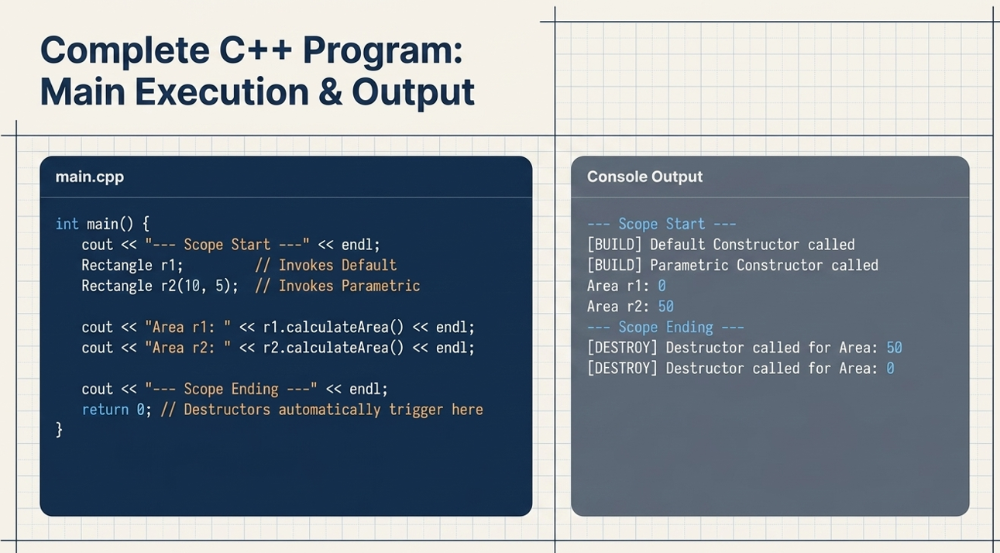 Complete C++ Program:
Main Execution & Output
main.cpp
int main() {
   cout << "--- Scope Start ---" << endl;
   Rectangle r1;         // Invokes Default
   Rectangle r2(10, 5);  // Invokes Parametric
   cout << "Area r1: " << r1.calculateArea() << endl;
   cout << "Area r2: " << r2.calculateArea() << endl;
   cout << "--- Scope Ending ---" << endl;
   return 0; // Destructors automatically trigger here
}
Console Output
--- Scope Start ---
[BUILD] Default Constructor called
[BUILD] Parametric Constructor called
Area r1: 0
Area r2: 50
--- Scope Ending ---
[DESTROY] Destructor called for Area: 50
[DESTROY] Destructor called for Area: 0